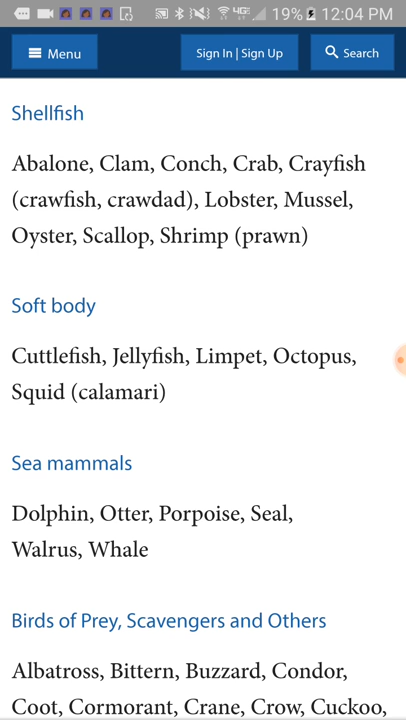 4GE 19% 12:04 PM
Menu Sign In | Sign Up Search
Shellfish
Abalone, Clam, Conch, Crab, Crayfish
(crawfish, crawdad), Lobster, Mussel,
Oyster, Scallop, Shrimp (prawn)
Soft body
Cuttlefish, Jellyfish, Limpet, Octopus,
Squid (calamari)
Sea mammals
Dolphin, Otter, Porpoise, Seal,
Walrus, Whale
Birds of Prey, Scavengers and Others
Albatross, Bittern, Buzzard, Condor,
Coot, Cormorant, Crane, Crow, Cuckoo,